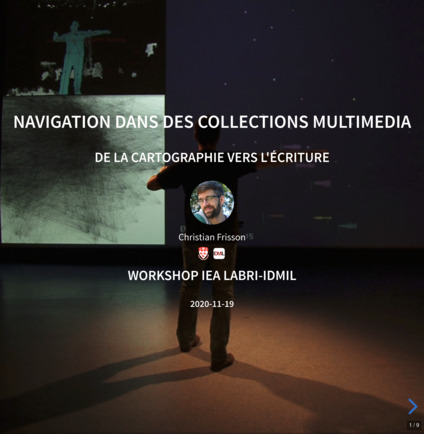 NAVIGATION DANS DES COLLECTIONS MULTIMEDIA
DE LA CARTOGRAPHIE VERS L'ÉCRITURE
Christian Frisson
IDMIL
WORKSHOP IEA LABRI-IDMIL
2020-11-19
1 / 9